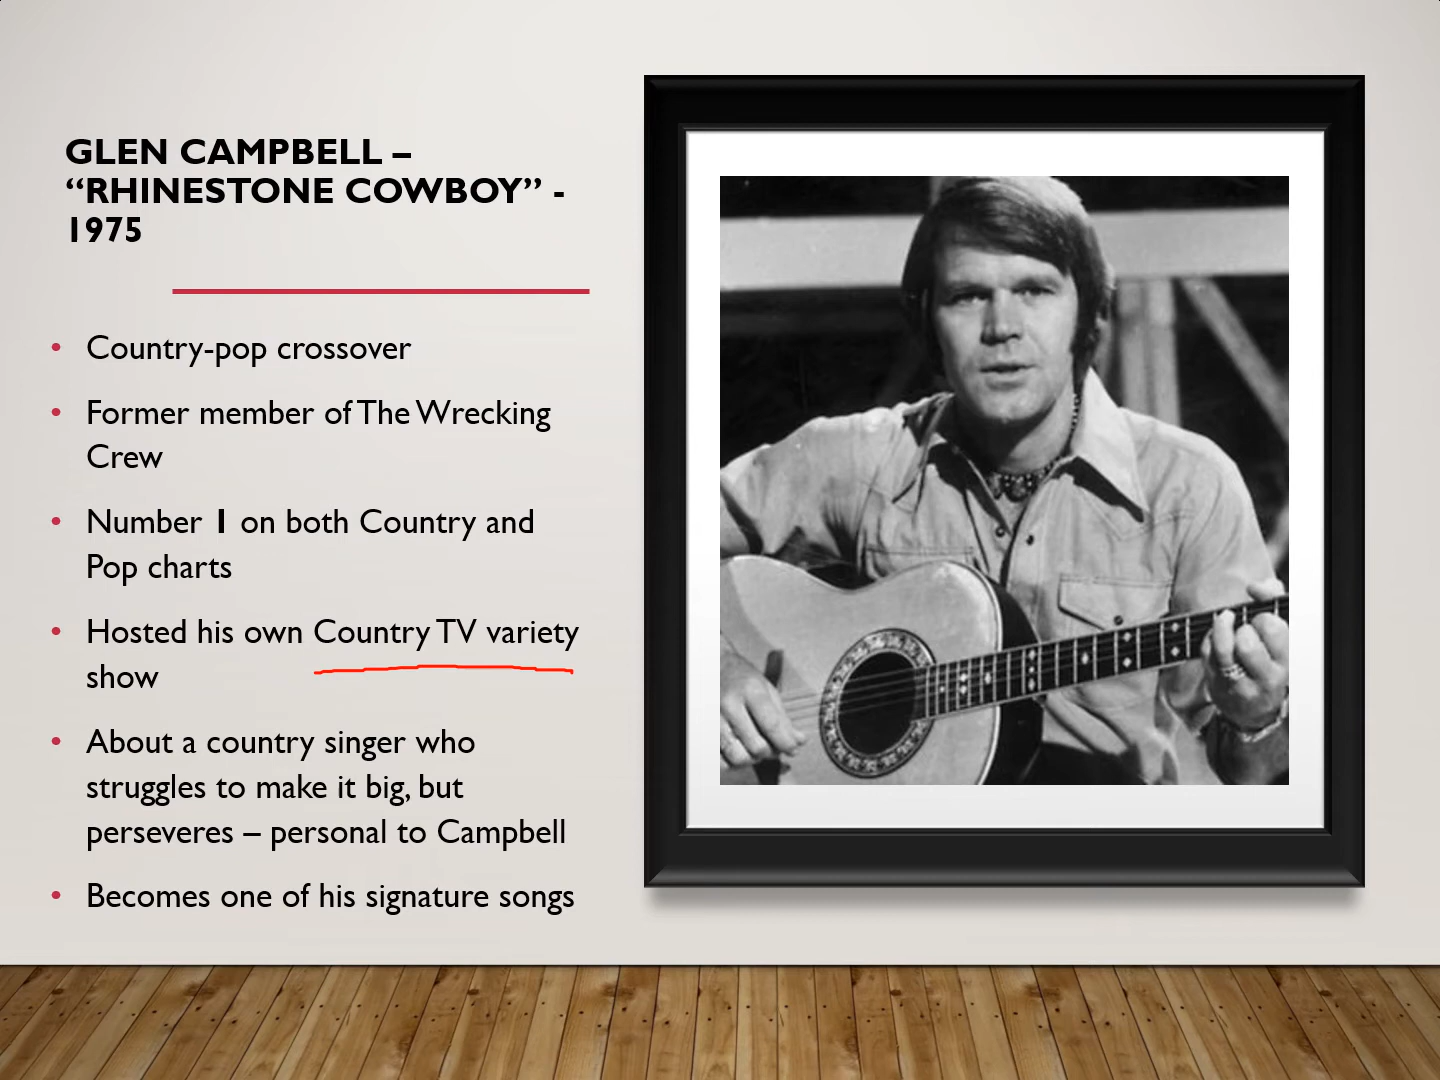 GLEN CAMPBELL –
“RHINESTONE COWBOY” -
1975
• Country-pop crossover
• Former member of The Wrecking
Crew
• Number 1 on both Country and
Pop charts
• Hosted his own Country TV variety
show
• About a country singer who
struggles to make it big, but
perseveres – personal to Campbell
• Becomes one of his signature songs